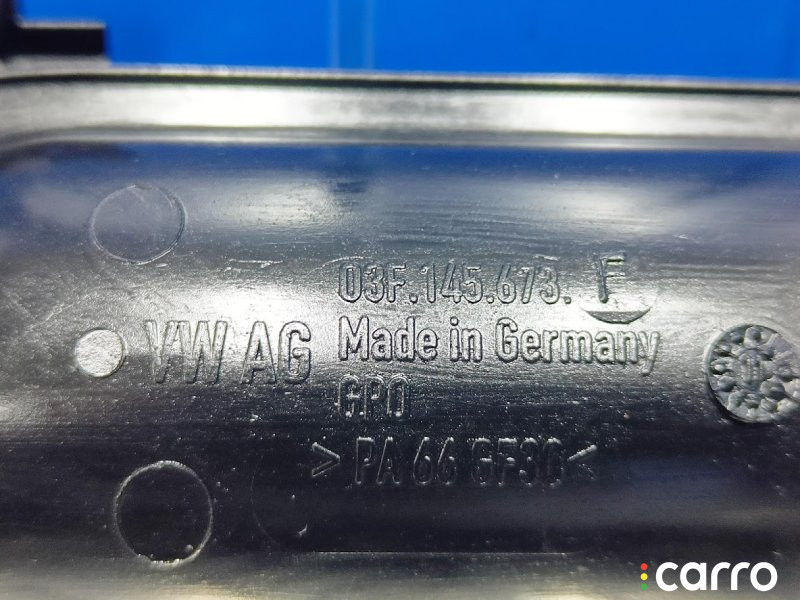 03F.145.673.F
VW AG
Made in Germany
GPO
> PA 66 GF30 <
carro